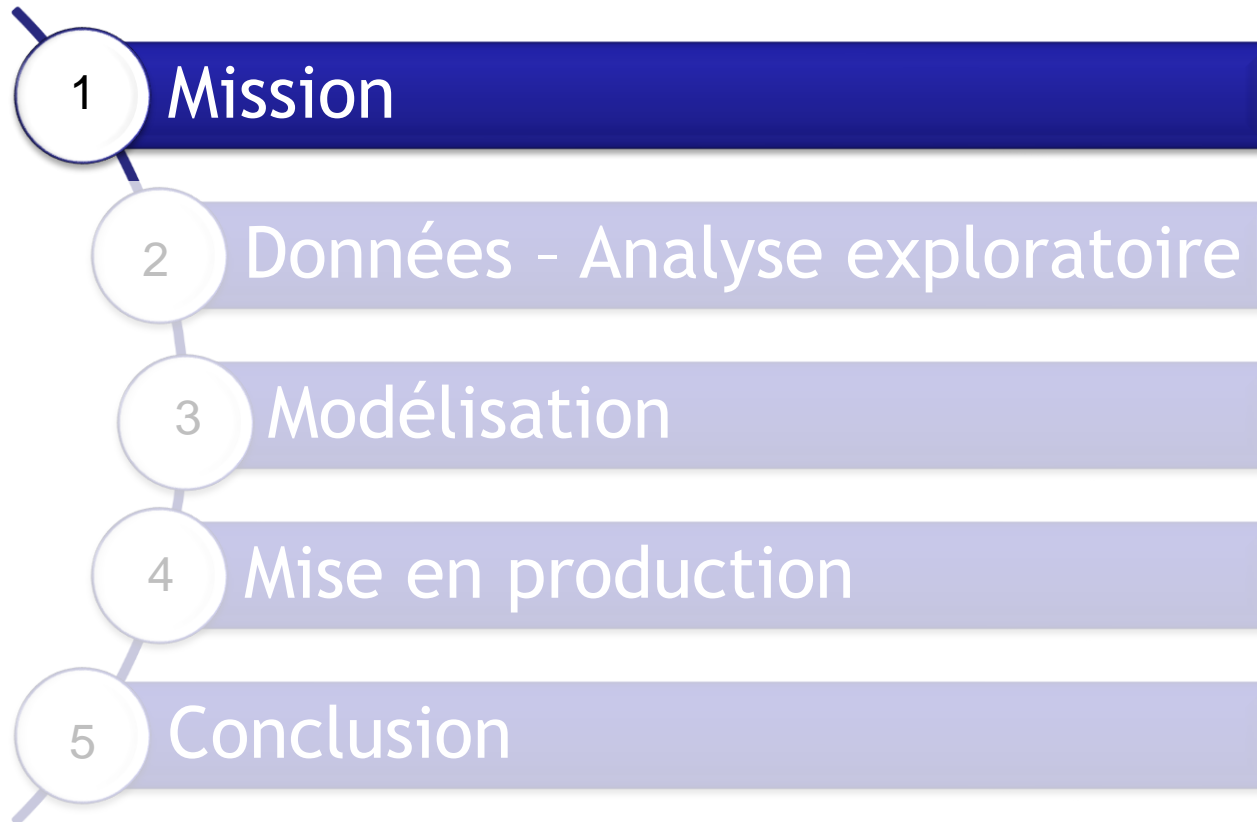 1 Mission
2 Données – Analyse exploratoire
3 Modélisation
4 Mise en production
5 Conclusion